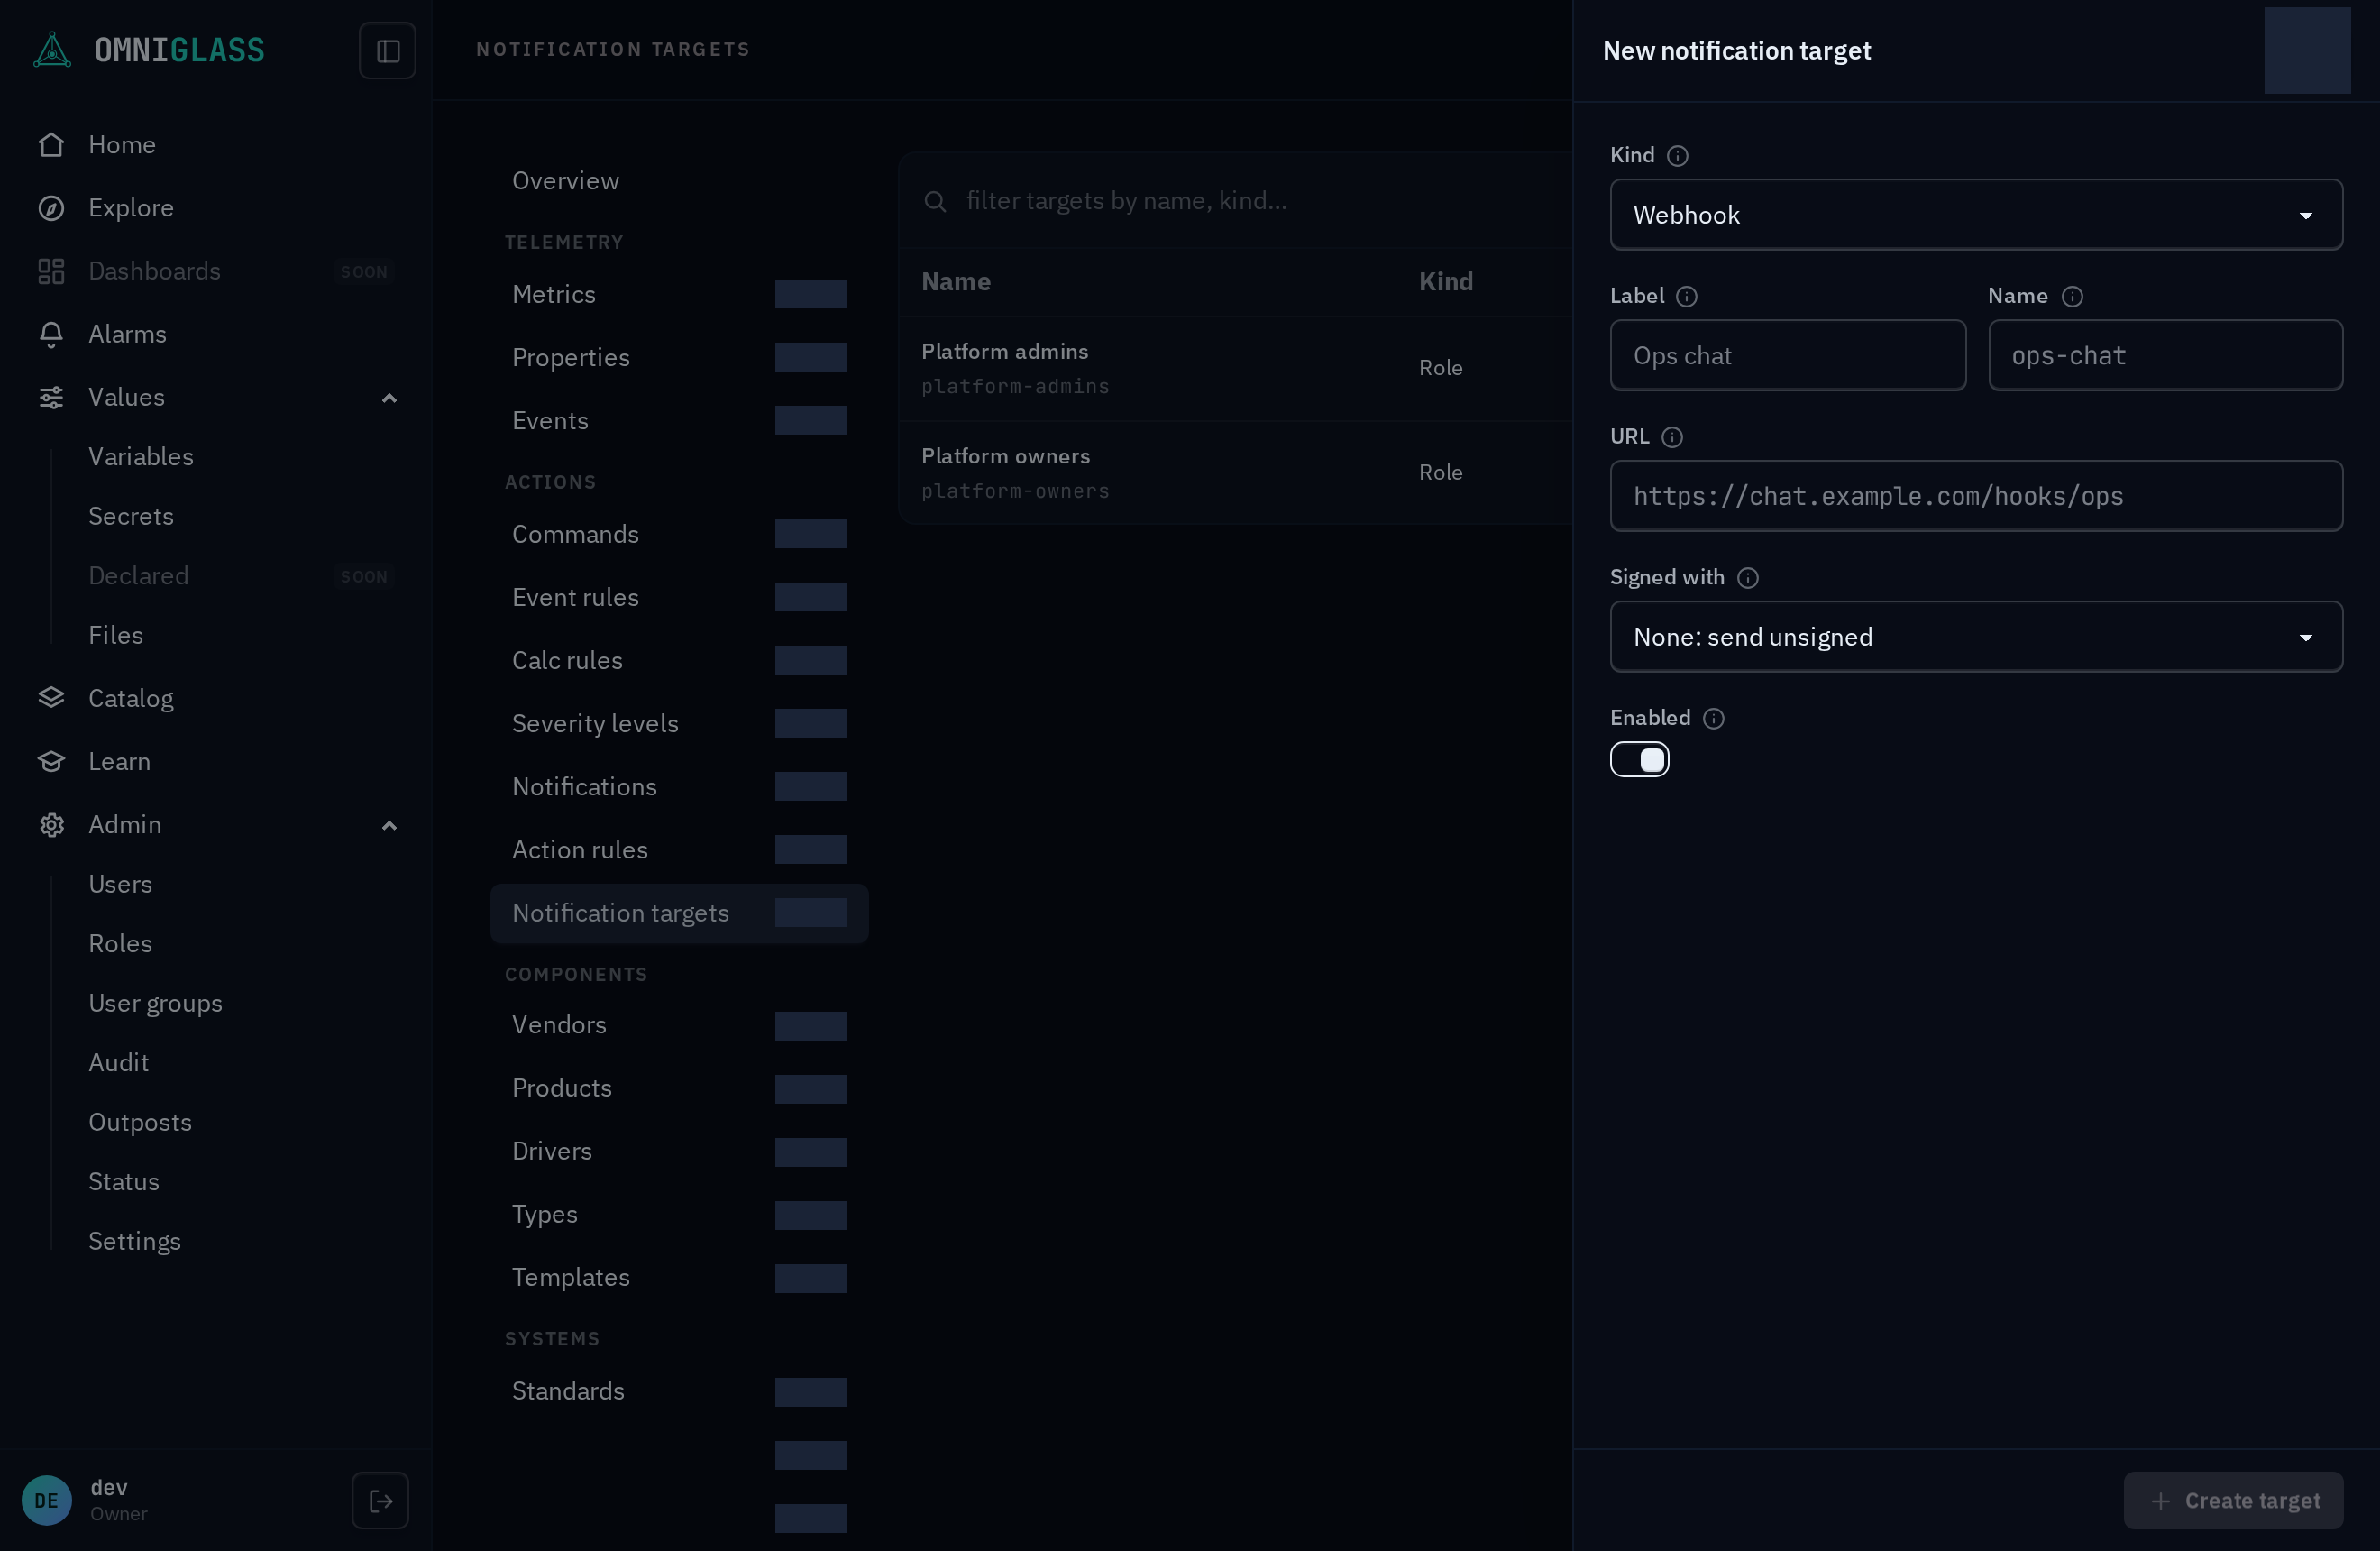 OMNIGLASS
Home
Explore
Dashboards SOON
Alarms
Values
Variables
Secrets
Declared SOON
Files
Catalog
Learn
Admin
Users
Roles
User groups
Audit
Outposts
Status
Settings
DE dev
Owner
NOTIFICATION TARGETS
Overview
TELEMETRY
Metrics
Properties
Events
ACTIONS
Commands
Event rules
Calc rules
Severity levels
Notifications
Action rules
Notification targets
COMPONENTS
Vendors
Products
Drivers
Types
Templates
SYSTEMS
Standards
filter targets by name, kind...
Name Kind
Platform admins Role
platform-admins
Platform owners Role
platform-owners
New notification target
Kind
Webhook
Label Name
Ops chat ops-chat
URL
https://chat.example.com/hooks/ops
Signed with
None: send unsigned
Enabled
Create target